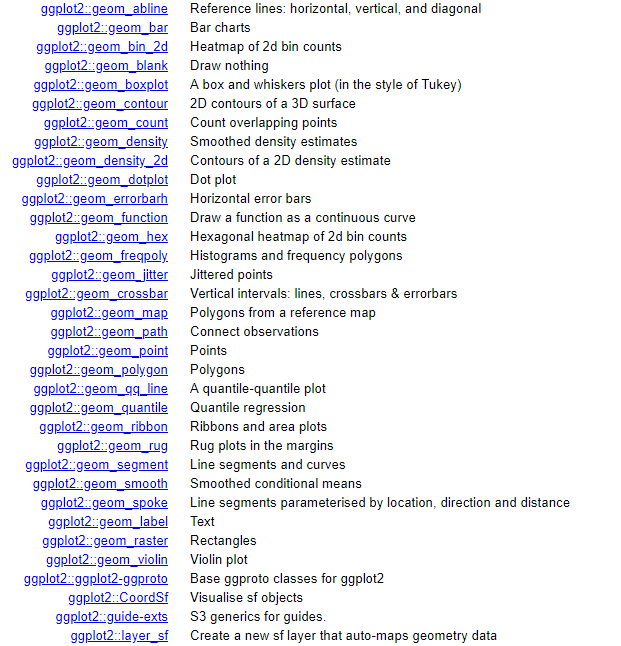 ggplot2::geom_abline Reference lines: horizontal, vertical, and diagonal
ggplot2::geom_bar Bar charts
ggplot2::geom_bin_2d Heatmap of 2d bin counts
ggplot2::geom_blank Draw nothing
ggplot2::geom_boxplot A box and whiskers plot (in the style of Tukey)
ggplot2::geom_contour 2D contours of a 3D surface
ggplot2::geom_count Count overlapping points
ggplot2::geom_density Smoothed density estimates
ggplot2::geom_density_2d Contours of a 2D density estimate
ggplot2::geom_dotplot Dot plot
ggplot2::geom_errorbarh Horizontal error bars
ggplot2::geom_function Draw a function as a continuous curve
ggplot2::geom_hex Hexagonal heatmap of 2d bin counts
ggplot2::geom_freqpoly Histograms and frequency polygons
ggplot2::geom_jitter Jittered points
ggplot2::geom_crossbar Vertical intervals: lines, crossbars & errorbars
ggplot2::geom_map Polygons from a reference map
ggplot2::geom_path Connect observations
ggplot2::geom_point Points
ggplot2::geom_polygon Polygons
ggplot2::geom_qq_line A quantile-quantile plot
ggplot2::geom_quantile Quantile regression
ggplot2::geom_ribbon Ribbons and area plots
ggplot2::geom_rug Rug plots in the margins
ggplot2::geom_segment Line segments and curves
ggplot2::geom_smooth Smoothed conditional means
ggplot2::geom_spoke Line segments parameterised by location, direction and distance
ggplot2::geom_label Text
ggplot2::geom_raster Rectangles
ggplot2::geom_violin Violin plot
ggplot2::ggplot2-ggproto Base ggproto classes for ggplot2
ggplot2::CoordSf Visualise sf objects
ggplot2::guide-exts S3 generics for guides.
ggplot2::layer_sf Create a new sf layer that auto-maps geometry data